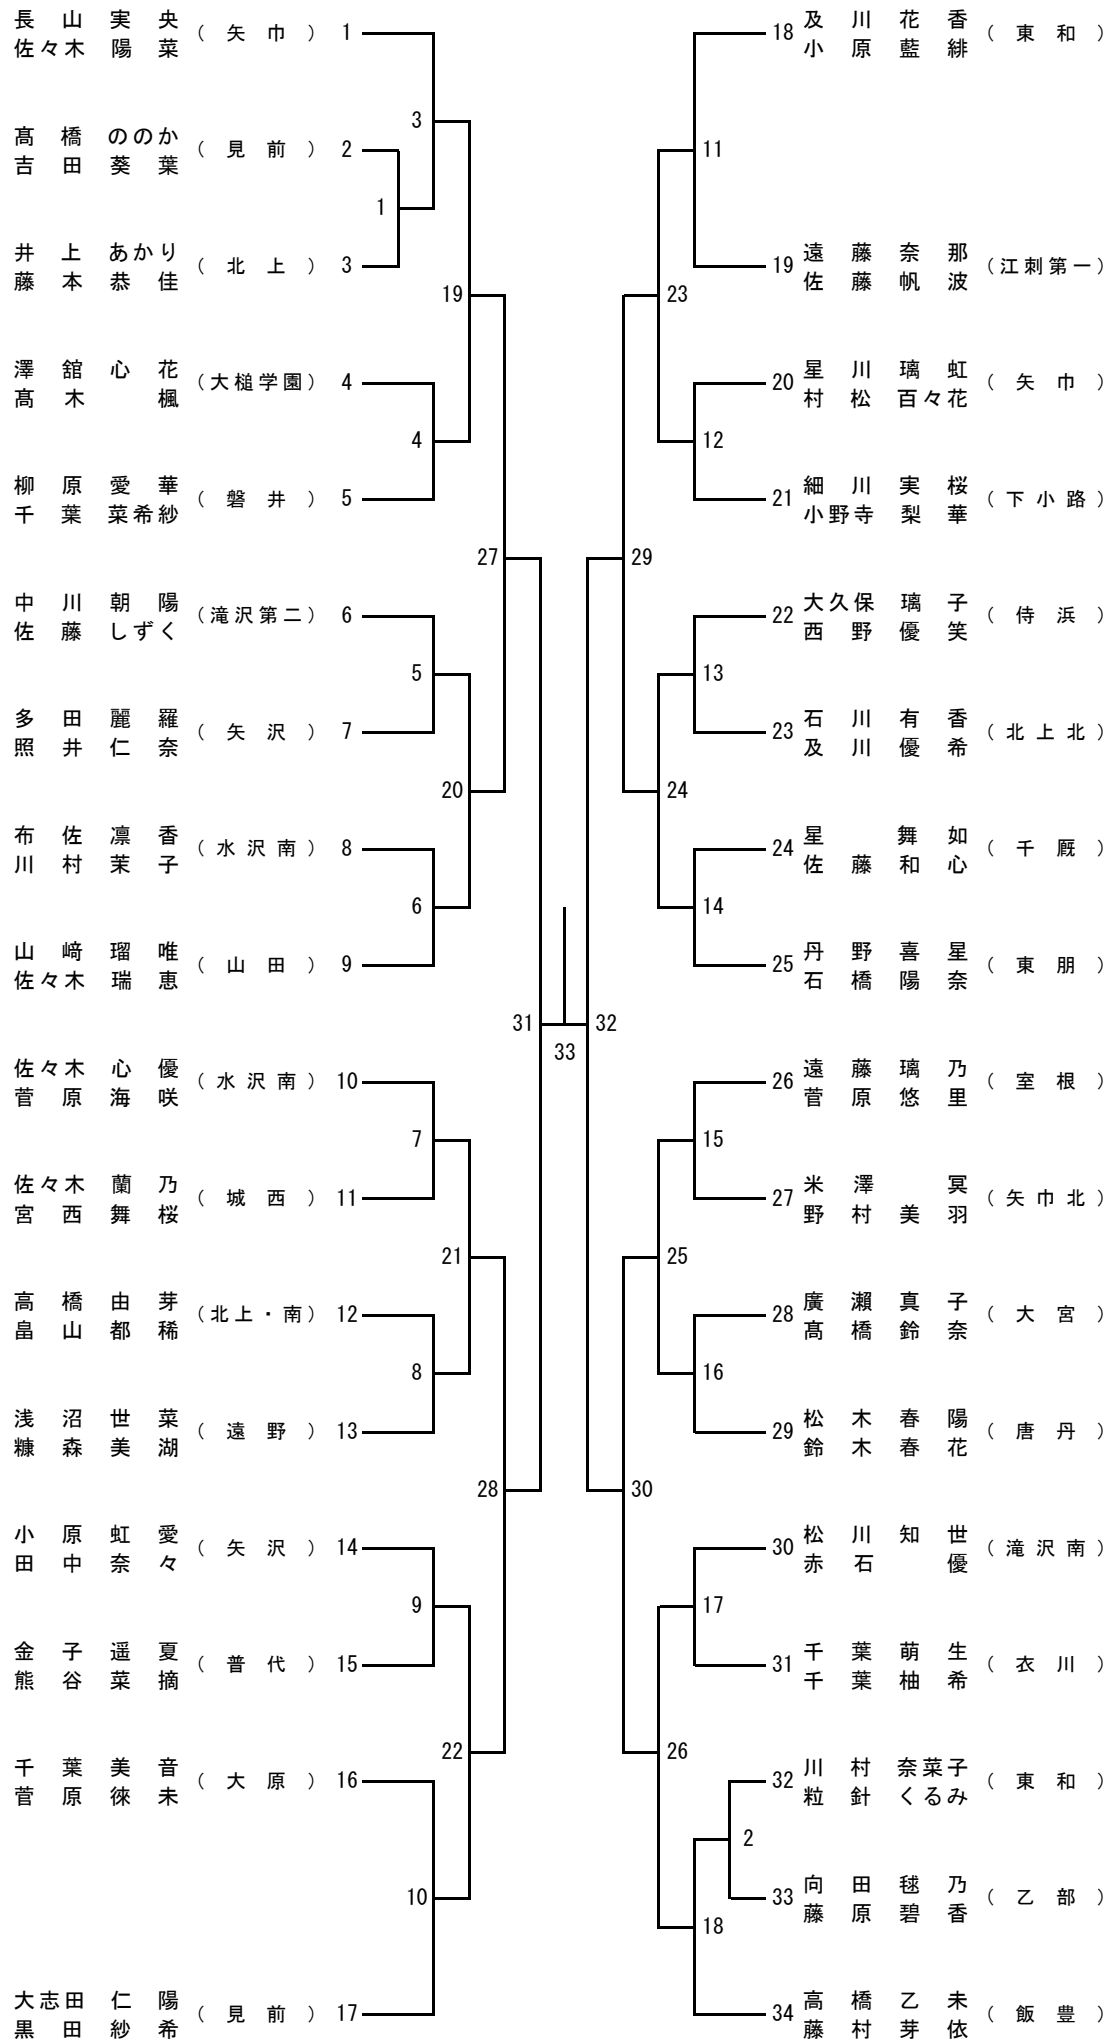 長山実央
佐々木陽菜
(矢巾) 1
髙橋ののか
吉田葵葉
(見前) 2
井上あかり
藤本恭佳
(北上) 3
澤舘心花
髙木楓
(大槌学園) 4
柳原愛華
千葉菜希紗
(磐井) 5
中川朝陽
佐藤しずく
(滝沢第二) 6
多田麗羅
照井仁奈
(矢沢) 7
布佐凛香
川村茉子
(水沢南) 8
山﨑瑠唯
佐々木瑞恵
(山田) 9
佐々木心優
菅原海咲
(水沢南) 10
佐々木蘭乃
宮西舞桜
(城西) 11
高橋由芽
畠山都稀
(北上・南) 12
浅沼世菜
糠森美湖
(遠野) 13
小原虹愛
田中奈々
(矢沢) 14
金子遥夏
熊谷菜摘
(普代) 15
千葉美音
菅原徠未
(大原) 16
大志田仁陽
黒田紗希
(見前) 17
3
1
19
4
27
5
20
6
31
7
21
8
28
9
22
10
33
32
11
23
12
29
13
24
14
15
25
16
30
17
26
2
18
18 及川花香
小原藍緋
(東和)
19 遠藤奈那
佐藤帆波
(江刺第一)
20 星川璃虹
村松百々花
(矢巾)
21 細川実桜
小野寺梨華
(下小路)
22 大久保璃子
西野優笑
(侍浜)
23 石川有香
及川優希
(北上北)
24 星舞如
佐藤和心
(千厩)
25 丹野喜星
石橋陽奈
(東朋)
26 遠藤璃乃
菅原悠里
(室根)
27 米澤冥
野村美羽
(矢巾北)
28 廣瀬真子
髙橋鈴奈
(大宮)
29 松木春陽
鈴木春花
(唐丹)
30 松川知世
赤石優
(滝沢南)
31 千葉萌生
千葉柚希
(衣川)
32 川村奈菜子
粒針くるみ
(東和)
33 向田毬乃
藤原碧香
(乙部)
34 高橋乙未
藤村芽依
(飯豊)